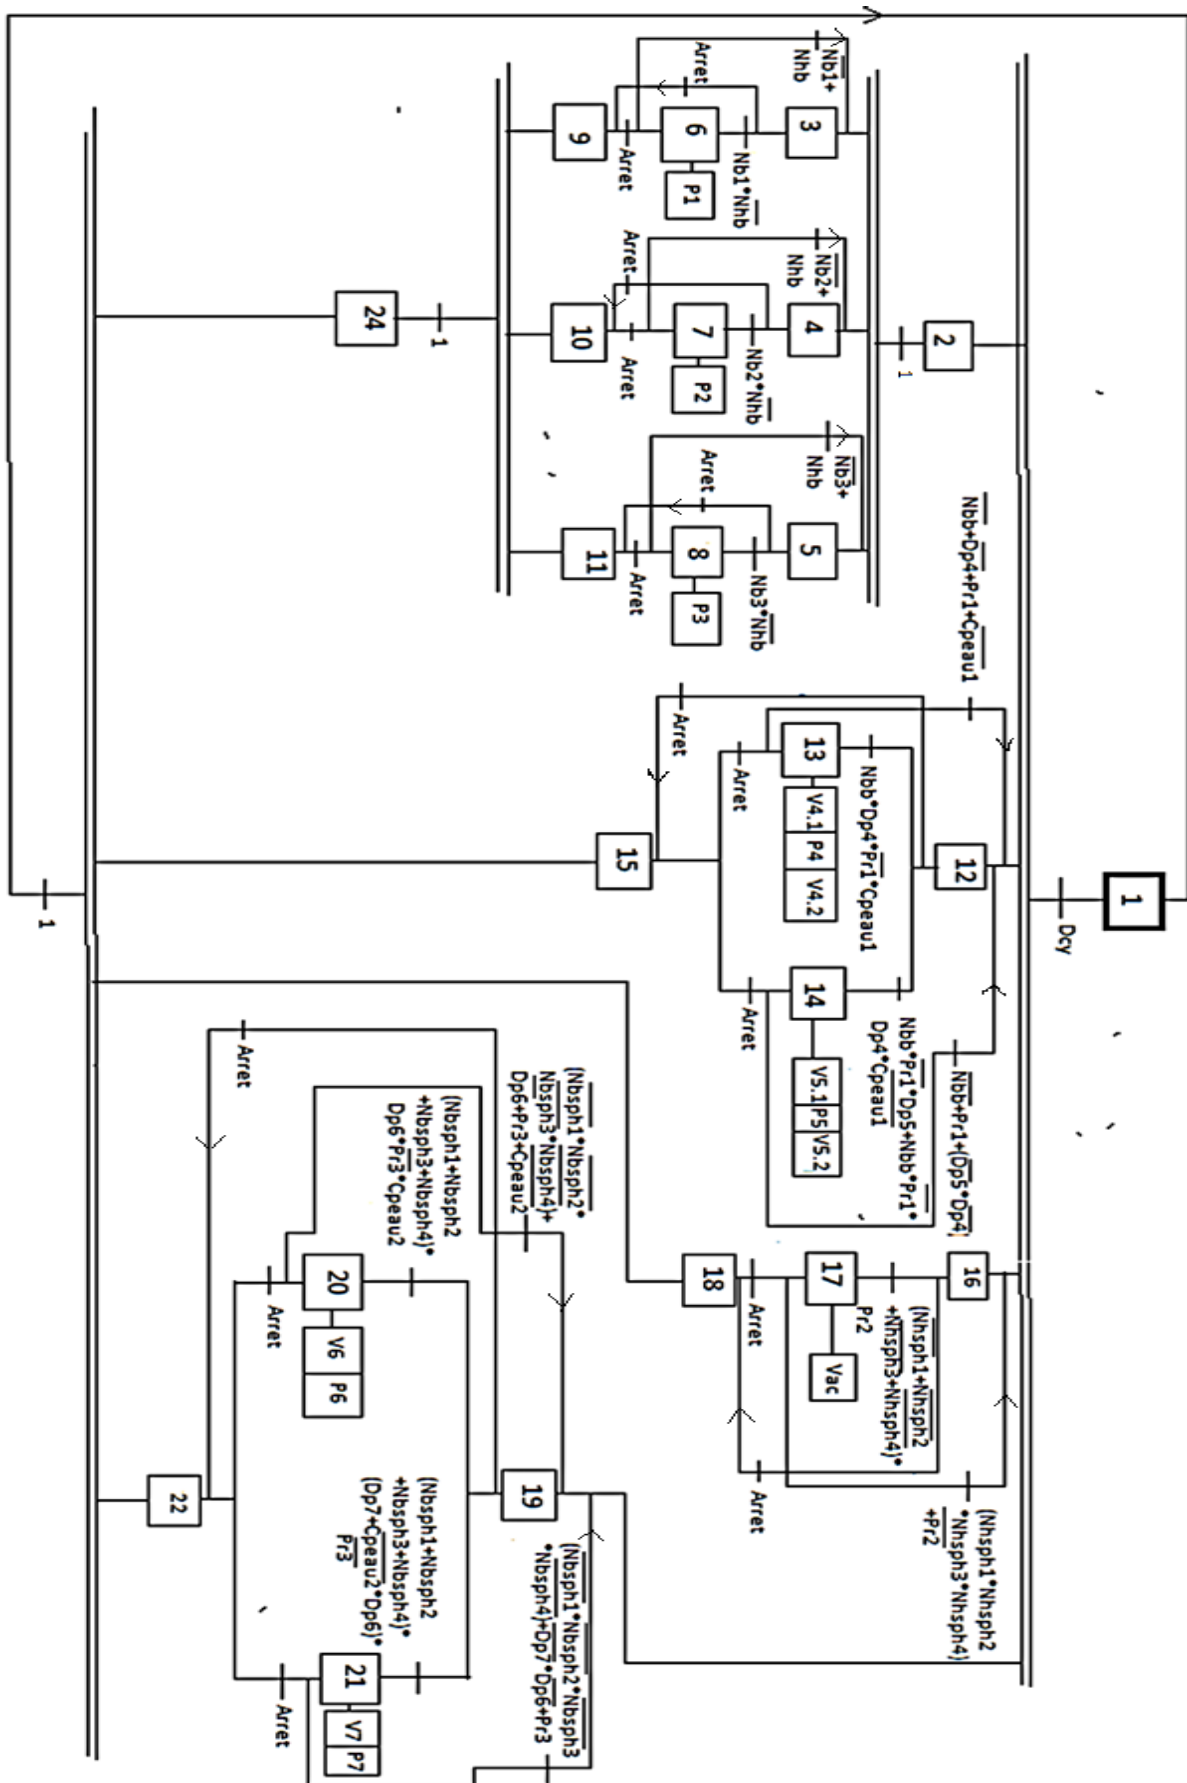 1
Dcy
2
1
Nb1+
Nhb
3
Nb1*Nhb
Arret
6
P1
Arret
9
Nb2+
Nhb
4
Nb2*Nhb
Arret
7
P2
Arret
10
Nb3+
Nhb
5
Nb3*Nhb
Arret
8
P3
Arret
11
1
24
12
Nbb+Dp4+Pr1+Cpeau1
Nbb*Dp4*Pr1*Cpeau1
13
V4.1 P4 V4.2
Arret
Arret
Nbb+Pr1+(Dp5*Dp4)
Nbb*Pr1*Dp5+Nbb*Pr1*
Dp4*Cpeau1
14
V5.1 P5 V5.2
Arret
15
16
(Nhsph1*Nhsph2
*Nhsph3*Nhsph4)
+Pr2
(Nhsph1+Nhsph2
+Nhsph3+Nhsph4)*
Pr2
17
Vac
Arret
Arret
18
19
(Nbsph1*Nbsph2*
Nbsph3*Nbsph4)+
Dp6+Pr3+Cpeau2
(Nbsph1*Nbsph2*Nbsph3
*Nbsph4)+Dp7*Dp6+Pr3
(Nbsph1+Nbsph2
+Nbsph3+Nbsph4)*
Dp6*Pr3*Cpeau2
20
V6 P6
Arret
Arret
(Nbsph1+Nbsph2
+Nbsph3+Nbsph4)*
(Dp7+Cpeau2*Dp6)*
Pr3
21
V7 P7
Arret
22
1